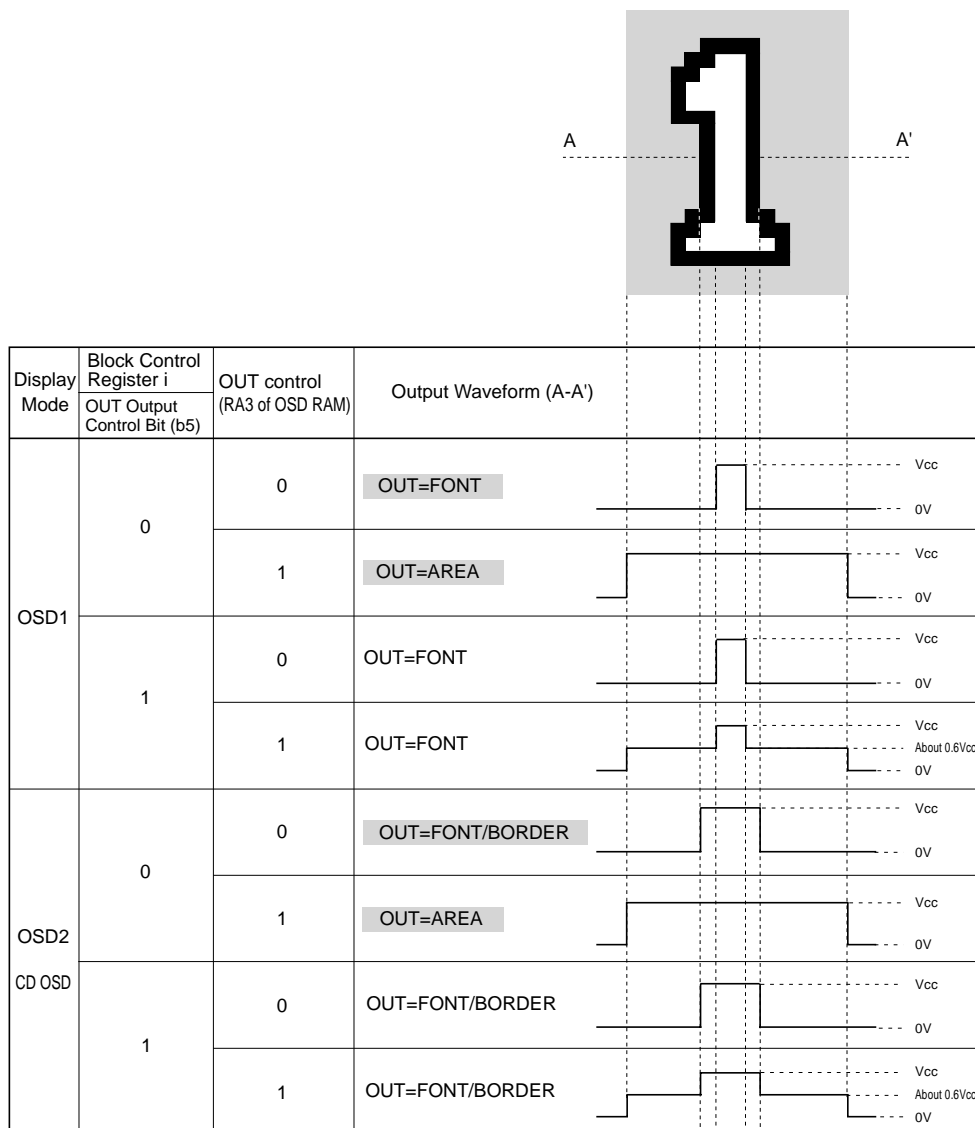 A A'
Display Mode
Block Control Register i
OUT Output Control Bit (b5)
OUT control
(RA3 of OSD RAM)
Output Waveform (A-A')
OSD1
0
0
OUT=FONT
Vcc
0V
1
OUT=AREA
Vcc
0V
1
0
OUT=FONT
Vcc
0V
1
OUT=FONT
Vcc
About 0.6Vcc
0V
OSD2
CD OSD
0
0
OUT=FONT/BORDER
Vcc
0V
1
OUT=AREA
Vcc
0V
1
0
OUT=FONT/BORDER
Vcc
0V
1
OUT=FONT/BORDER
Vcc
About 0.6Vcc
0V